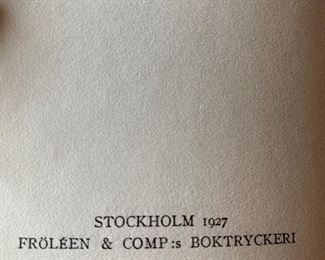 STOCKHOLM 1927
FRÖLÉEN & COMP:s BOKTRYCKERI